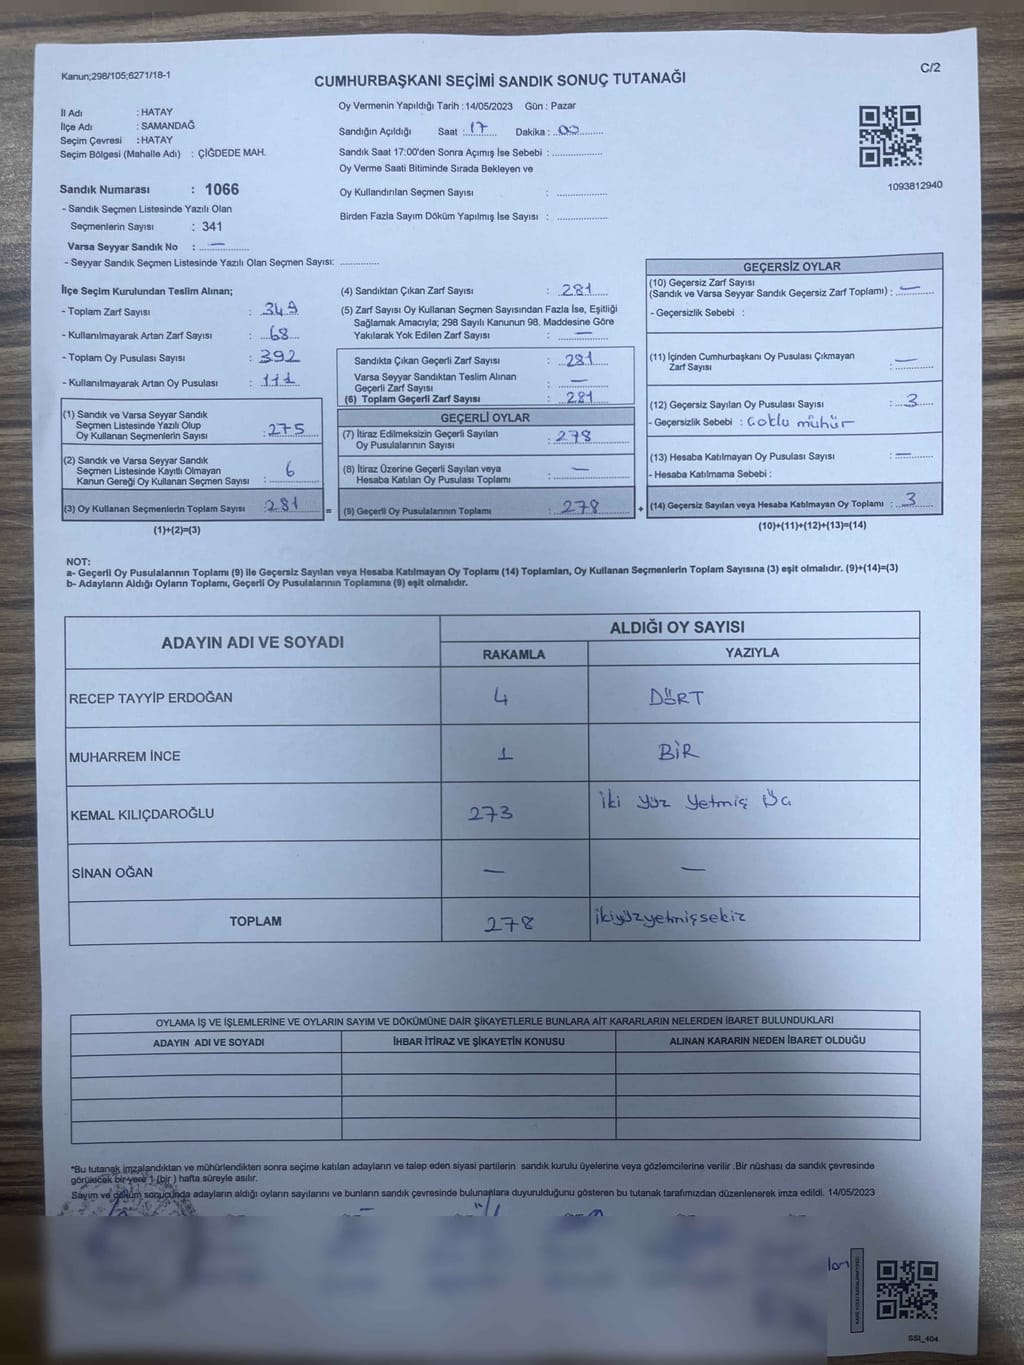 Kanun;298/105;6271/18-1
C/2
CUMHURBAŞKANI SEÇİMİ SANDIK SONUÇ TUTANAĞI
İl Adı : HATAY
İlçe Adı : SAMANDAĞ
Seçim Çevresi : HATAY
Seçim Bölgesi (Mahalle Adı) : ÇİĞDEDE MAH.
Sandık Numarası : 1066
- Sandık Seçmen Listesinde Yazılı Olan
Seçmenlerin Sayısı : 341
Varsa Seyyar Sandık No : —
- Seyyar Sandık Seçmen Listesinde Yazılı Olan Seçmen Sayısı: ..............
Oy Vermenin Yapıldığı Tarih :14/05/2023 Gün : Pazar
Sandığın Açıldığı Saat : 17 Dakika : 00
Sandık Saat 17:00'den Sonra Açımış İse Sebebi : ..................
Oy Verme Saati Bitiminde Sırada Bekleyen ve
Oy Kullandırılan Seçmen Sayısı : ..................
Birden Fazla Sayım Döküm Yapılmış İse Sayısı : ..................
1093812940
İlçe Seçim Kurulundan Teslim Alınan;
- Toplam Zarf Sayısı : 349
- Kullanılmayarak Artan Zarf Sayısı : 68
- Toplam Oy Pusulası Sayısı : 392
- Kullanılmayarak Artan Oy Pusulası : 111
(1) Sandık ve Varsa Seyyar Sandık
Seçmen Listesinde Yazılı Olup
Oy Kullanan Seçmenlerin Sayısı : 275
(2) Sandık ve Varsa Seyyar Sandık
Seçmen Listesinde Kayıtlı Olmayan
Kanun Gereği Oy Kullanan Seçmen Sayısı : 6
(3) Oy Kullanan Seçmenlerin Toplam Sayısı : 281
(1)+(2)=(3)
(4) Sandıktan Çıkan Zarf Sayısı : 281
(5) Zarf Sayısı Oy Kullanan Seçmen Sayısından Fazla İse, Eşitliği
Sağlamak Amacıyla; 298 Sayılı Kanunun 98. Maddesine Göre
Yakılarak Yok Edilen Zarf Sayısı : —
Sandıkta Çıkan Geçerli Zarf Sayısı : 281
Varsa Seyyar Sandıktan Teslim Alınan
Geçerli Zarf Sayısı : —
(6) Toplam Geçerli Zarf Sayısı : 281
GEÇERLİ OYLAR
(7) İtiraz Edilmeksizin Geçerli Sayılan
Oy Pusulalarının Sayısı : 278
(8) İtiraz Üzerine Geçerli Sayılan veya
Hesaba Katılan Oy Pusulası Toplamı : —
=
(9) Geçerli Oy Pusulalarının Toplamı : 278
+
GEÇERSİZ OYLAR
(10) Geçersiz Zarf Sayısı
(Sandık ve Varsa Seyyar Sandık Geçersiz Zarf Toplamı) : —
- Geçersizlik Sebebi :
(11) İçinden Cumhurbaşkanı Oy Pusulası Çıkmayan
Zarf Sayısı : —
(12) Geçersiz Sayılan Oy Pusulası Sayısı : 3
- Geçersizlik Sebebi : Çoklu mühür
(13) Hesaba Katılmayan Oy Pusulası Sayısı : —
- Hesaba Katılmama Sebebi :
(14) Geçersiz Sayılan veya Hesaba Katılmayan Oy Toplamı : 3
(10)+(11)+(12)+(13)=(14)
NOT:
a- Geçerli Oy Pusulalarının Toplamı (9) ile Geçersiz Sayılan veya Hesaba Katılmayan Oy Toplamı (14) Toplamları, Oy Kullanan Seçmenlerin Toplam Sayısına (3) eşit olmalıdır. (9)+(14)=(3)
b- Adayların Aldığı Oyların Toplamı, Geçerli Oy Pusulalarının Toplamına (9) eşit olmalıdır.
ADAYIN ADI VE SOYADI
ALDIĞI OY SAYISI
RAKAMLA YAZIYLA
RECEP TAYYİP ERDOĞAN 4 DÖRT
MUHARREM İNCE 1 BİR
KEMAL KILIÇDAROĞLU 273 iki yüz yetmiş Üç
SİNAN OĞAN — —
TOPLAM 278 ikiyüzyetmişsekiz
OYLAMA İŞ VE İŞLEMLERİNE VE OYLARIN SAYIM VE DÖKÜMÜNE DAİR ŞİKAYETLERLE BUNLARA AİT KARARLARIN NELERDEN İBARET BULUNDUKLARI
ADAYIN ADI VE SOYADI İHBAR İTİRAZ VE ŞİKAYETİN KONUSU ALINAN KARARIN NEDEN İBARET OLDUĞU
*Bu tutanak imzalandıktan ve mühürlendikten sonra seçime katılan adayların ve talep eden siyasi partilerin sandık kurulu üyelerine veya gözlemcilerine verilir .Bir nüshası da sandık çevresinde
görülecek bir yere 1 (bir ) hafta süreyle asılır.
Sayım ve döküm sonucunda adayların aldığı oyların sayılarını ve bunların sandık çevresinde bulunanlara duyurulduğunu gösteren bu tutanak tarafımızdan düzenlenerek imza edildi. 14/05/2023
SSI_404